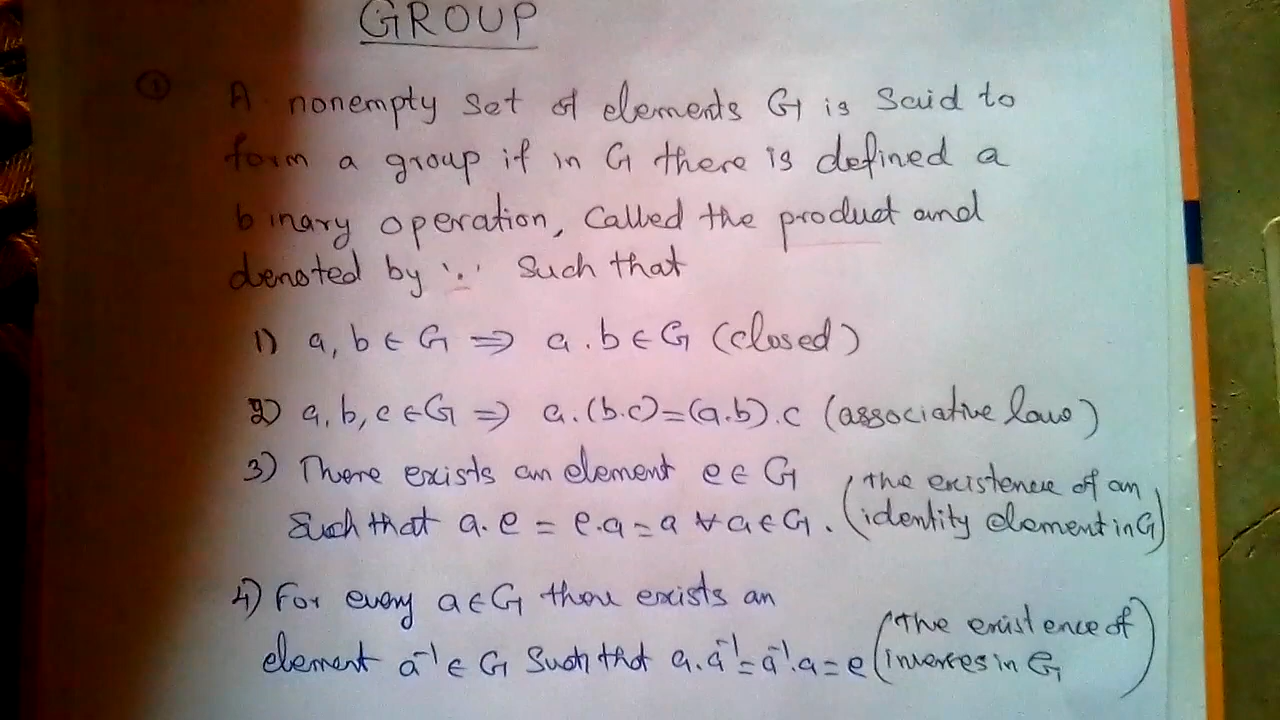 GROUP
① A nonempty set of elements G is said to
form a group if in G there is defined a
binary operation, called the product and
denoted by '.' such that
1) a, b ∈ G ⇒ a . b ∈ G (closed)
2) a, b, c ∈ G ⇒ a. (b.c) = (a.b) . c (associative law)
3) There exists an element e ∈ G
such that a. e = e.a = a ∀ a ∈ G. (the existence of an
identity element in G)
4) For every a ∈ G there exists an
element a⁻¹ ∈ G such that a. a⁻¹ = a⁻¹.a = e (the existence of
inverses in G)